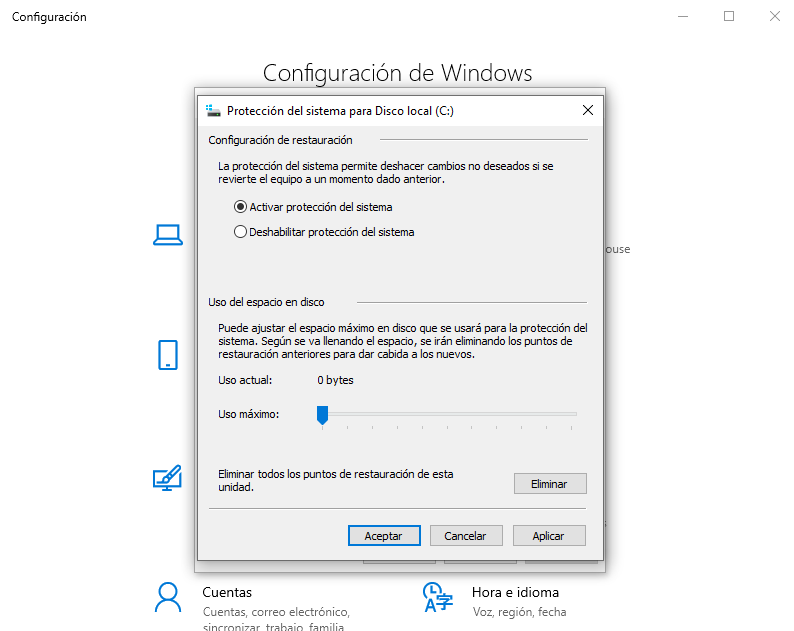 Configuración
Configuración de Windows
Protección del sistema para Disco local (C:)
Configuración de restauración
La protección del sistema permite deshacer cambios no deseados si se
revierte el equipo a un momento dado anterior.
Activar protección del sistema
Deshabilitar protección del sistema
ouse
Uso del espacio en disco
Puede ajustar el espacio máximo en disco que se usará para la protección del
sistema. Según se va llenando el espacio, se irán eliminando los puntos de
restauración anteriores para dar cabida a los nuevos.
Uso actual: 0 bytes
Uso máximo:
Eliminar todos los puntos de restauración de esta
unidad.
Eliminar
Aceptar Cancelar Aplicar
Cuentas
Cuentas, correo electrónico,
sincronizar, trabajo, familia
Hora e idioma
Voz, región, fecha